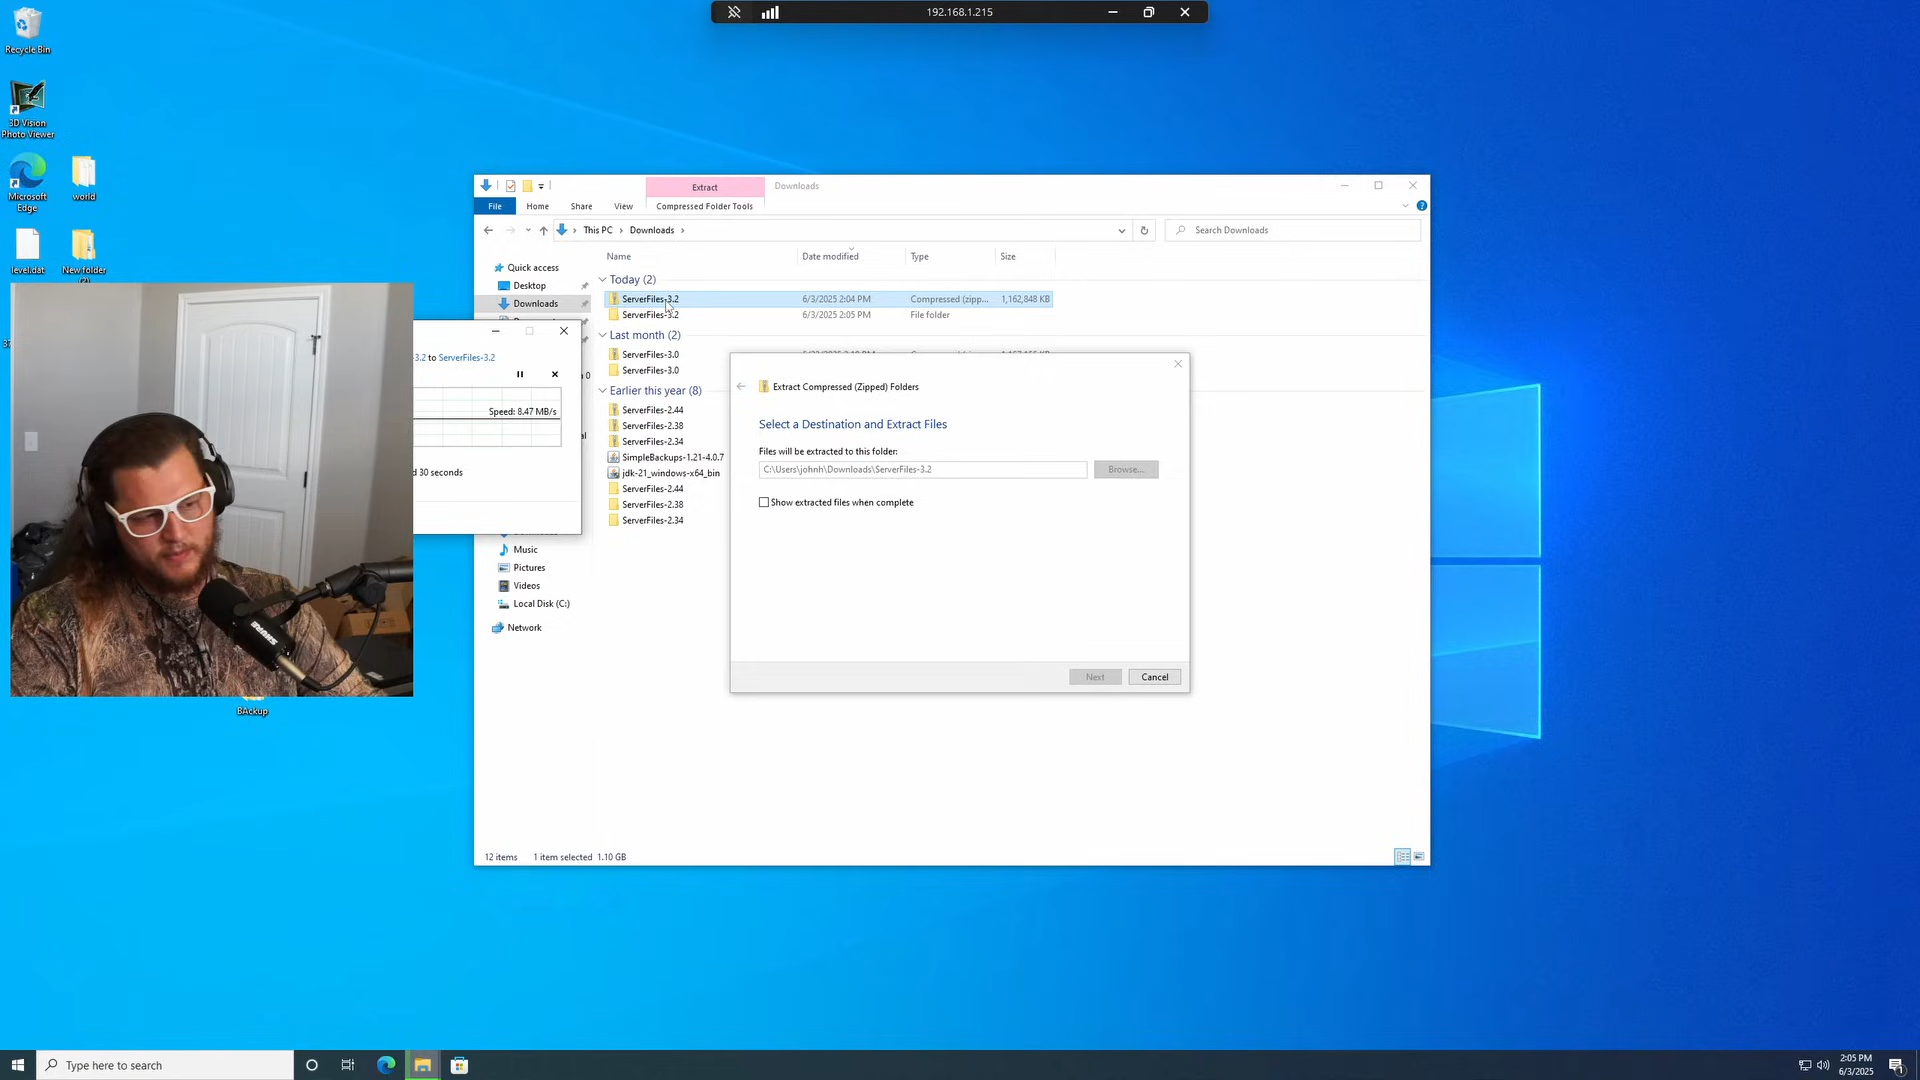 192.168.1.215
Recycle Bin
3D Vision
Photo Viewer
Microsoft
Edge
world
level.dat
New folder
Extract
Downloads
File
Home
Share
View
Compressed Folder Tools
This PC
Downloads
Search Downloads
Name
Date modified
Type
Size
Quick access
Desktop
Downloads
Music
Pictures
Videos
Local Disk (C:)
Network
Today (2)
ServerFiles-3.2
6/3/2025 2:04 PM
Compressed (zipp...
1,162,848 KB
ServerFiles-3.2
6/3/2025 2:05 PM
File folder
Last month (2)
ServerFiles-3.0
ServerFiles-3.0
Earlier this year (8)
ServerFiles-2.44
ServerFiles-2.38
ServerFiles-2.34
SimpleBackups-1.21-4.0.7
jdk-21_windows-x64_bin
ServerFiles-2.44
ServerFiles-2.38
ServerFiles-2.34
-3.2 to ServerFiles-3.2
Speed: 8.47 MB/s
30 seconds
Extract Compressed (Zipped) Folders
Select a Destination and Extract Files
Files will be extracted to this folder:
C:\Users\johnh\Downloads\ServerFiles-3.2
Browse...
Show extracted files when complete
Next
Cancel
SHURE
BAckup
12 items
1 item selected
1.10 GB
Type here to search
2:05 PM
6/3/2025